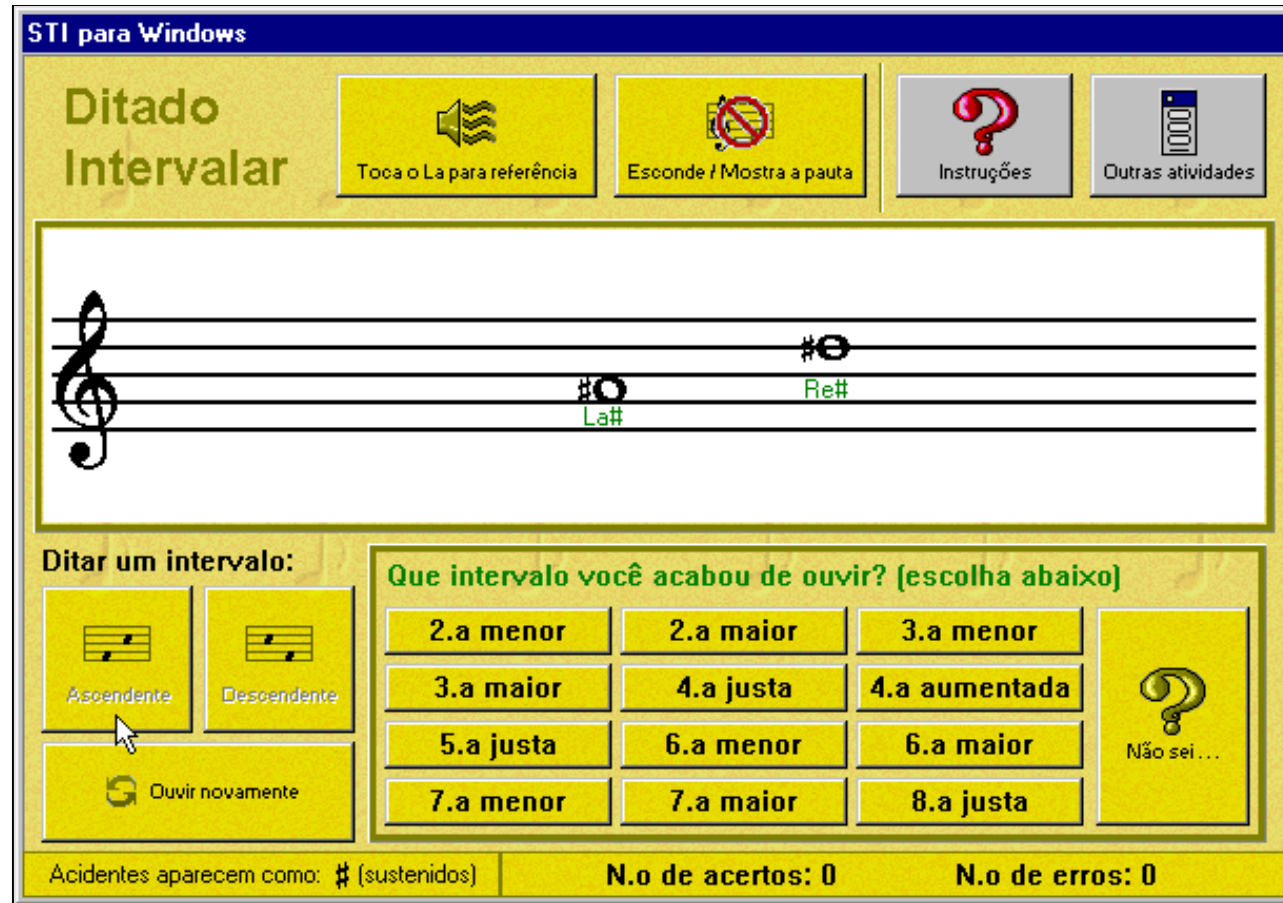 STI para Windows
Ditado
Intervalar
Toca o La para referência
Esconde / Mostra a pauta
Instruções
Outras atividades
La#
Re#
Ditar um intervalo:
Ascendente
Descendente
Ouvir novamente
Que intervalo você acabou de ouvir? (escolha abaixo)
2.a menor
2.a maior
3.a menor
3.a maior
4.a justa
4.a aumentada
5.a justa
6.a menor
6.a maior
7.a menor
7.a maior
8.a justa
Não sei...
Acidentes aparecem como: ♯ (sustenidos)
N.o de acertos: 0
N.o de erros: 0